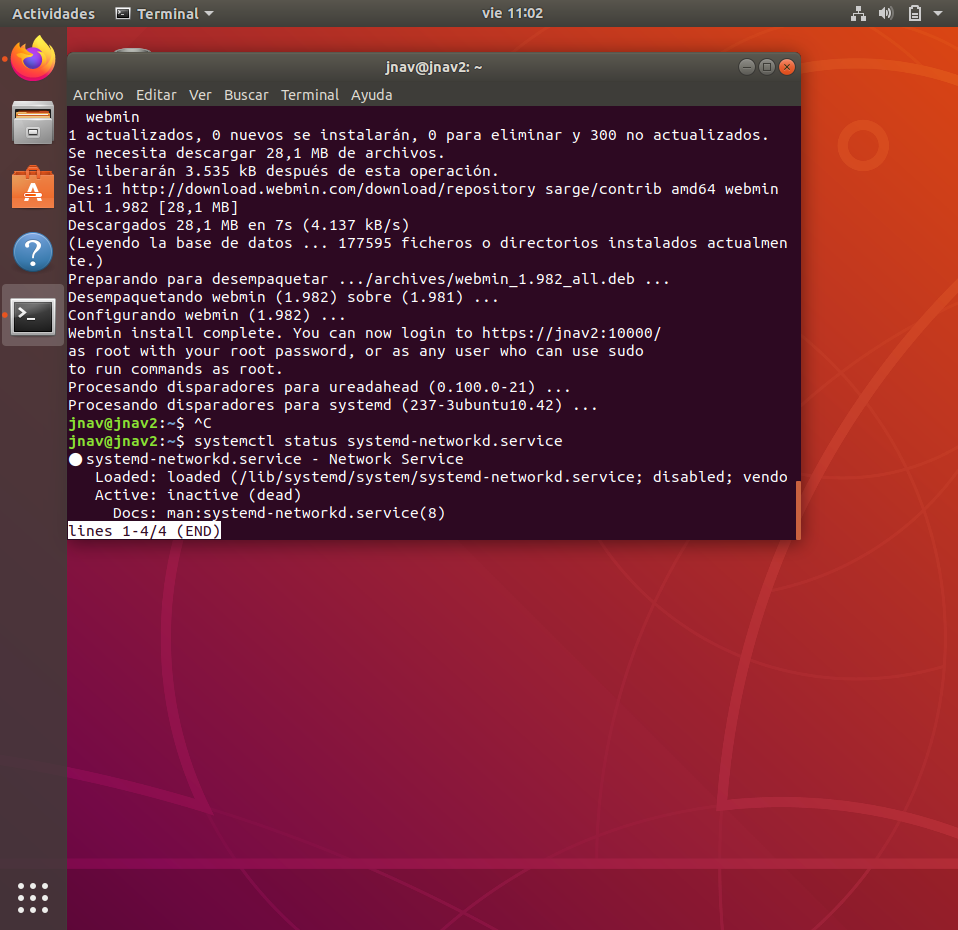 Actividades Terminal vie 11:02
jnav@jnav2: ~
Archivo Editar Ver Buscar Terminal Ayuda
webmin
1 actualizados, 0 nuevos se instalarán, 0 para eliminar y 300 no actualizados.
Se necesita descargar 28,1 MB de archivos.
Se liberarán 3.535 kB después de esta operación.
Des:1 http://download.webmin.com/download/repository sarge/contrib amd64 webmin
all 1.982 [28,1 MB]
Descargados 28,1 MB en 7s (4.137 kB/s)
(Leyendo la base de datos ... 177595 ficheros o directorios instalados actualmen
te.)
Preparando para desempaquetar .../archives/webmin_1.982_all.deb ...
Desempaquetando webmin (1.982) sobre (1.981) ...
Configurando webmin (1.982) ...
Webmin install complete. You can now login to https://jnav2:10000/
as root with your root password, or as any user who can use sudo
to run commands as root.
Procesando disparadores para ureadahead (0.100.0-21) ...
Procesando disparadores para systemd (237-3ubuntu10.42) ...
jnav@jnav2:~$ ^C
jnav@jnav2:~$ systemctl status systemd-networkd.service
● systemd-networkd.service - Network Service
Loaded: loaded (/lib/systemd/system/systemd-networkd.service; disabled; vendo
Active: inactive (dead)
Docs: man:systemd-networkd.service(8)
lines 1-4/4 (END)